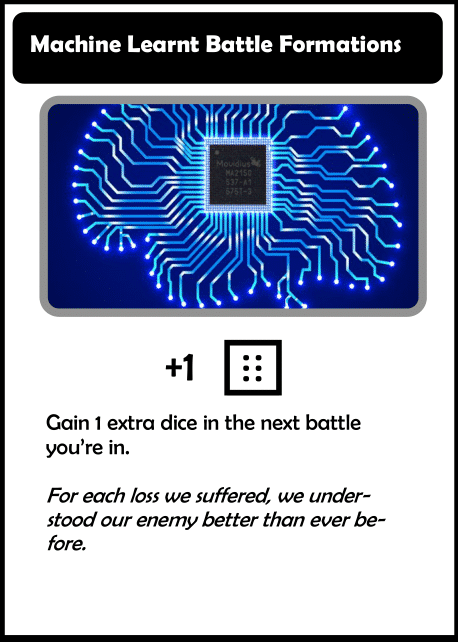 Machine Learnt Battle Formations
Movidius
MA2150
+1
Gain 1 extra dice in the next battle
you're in.
For each loss we suffered, we under-
stood our enemy better than ever be-
fore.